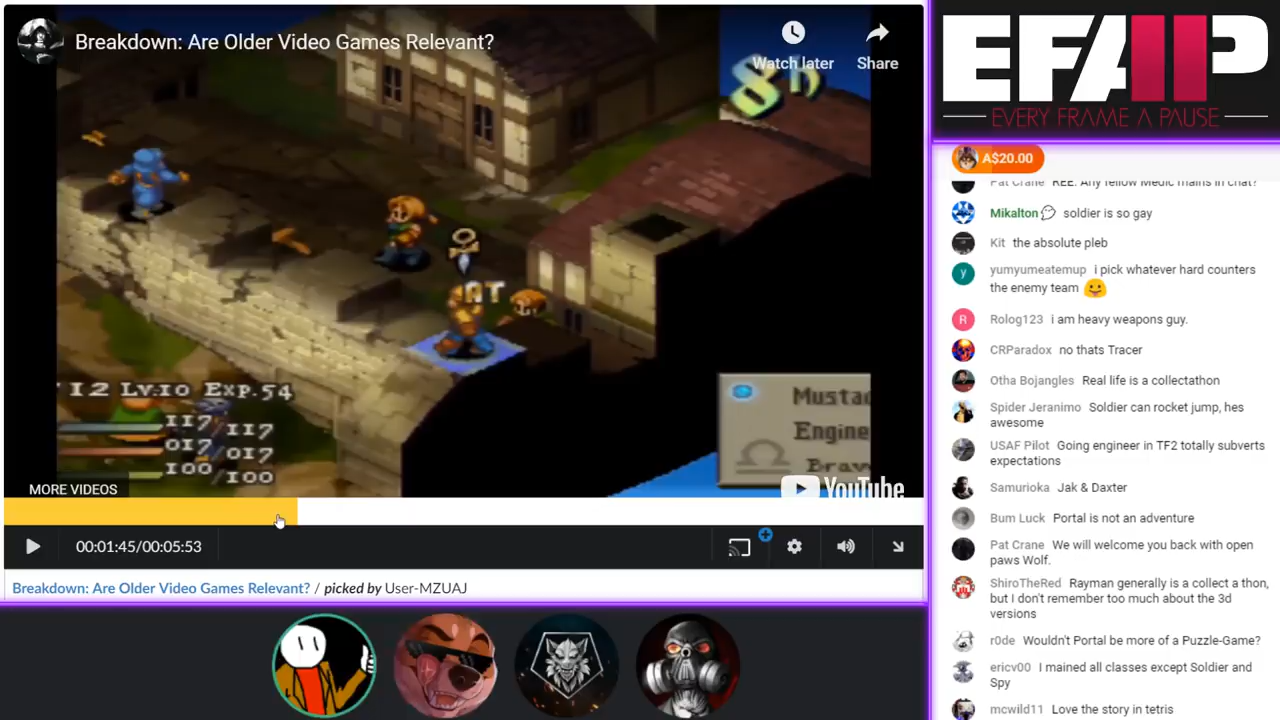 Breakdown: Are Older Video Games Relevant?
Watch later
Share
AT
12 Lv.10 Exp.54
117/117
017/017
100/100
Engine
Brav
MORE VIDEOS
YouTube
00:01:45/00:05:53
Breakdown: Are Older Video Games Relevant? / picked by User-MZUAJ
EFAP
EVERY FRAME A PAUSE
A$20.00
Pat Crane REE. Any fellow Medic mains in chat?
Mikalton soldier is so gay
Kit the absolute pleb
yumyumeatemup i pick whatever hard counters
the enemy team
y
Rolog123 i am heavy weapons guy.
R
CRParadox no thats Tracer
Otha Bojangles Real life is a collectathon
Spider Jeranimo Soldier can rocket jump, hes
awesome
USAF Pilot Going engineer in TF2 totally subverts
expectations
Samurioka Jak & Daxter
Bum Luck Portal is not an adventure
Pat Crane We will welcome you back with open
paws Wolf.
ShiroTheRed Rayman generally is a collect a thon,
but I don't remember too much about the 3d
versions
r0de Wouldn't Portal be more of a Puzzle-Game?
ericv00 I mained all classes except Soldier and
Spy
mcwild11 Love the story in tetris